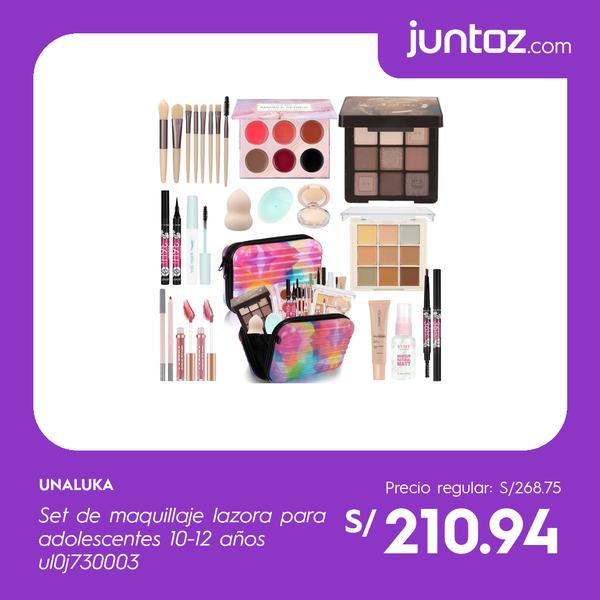 juntoz.com
UNALUKA
Set de maquillaje lazora para
adolescentes 10-12 años
ul0j730003
Precio regular: S/268.75
S/ 210.94